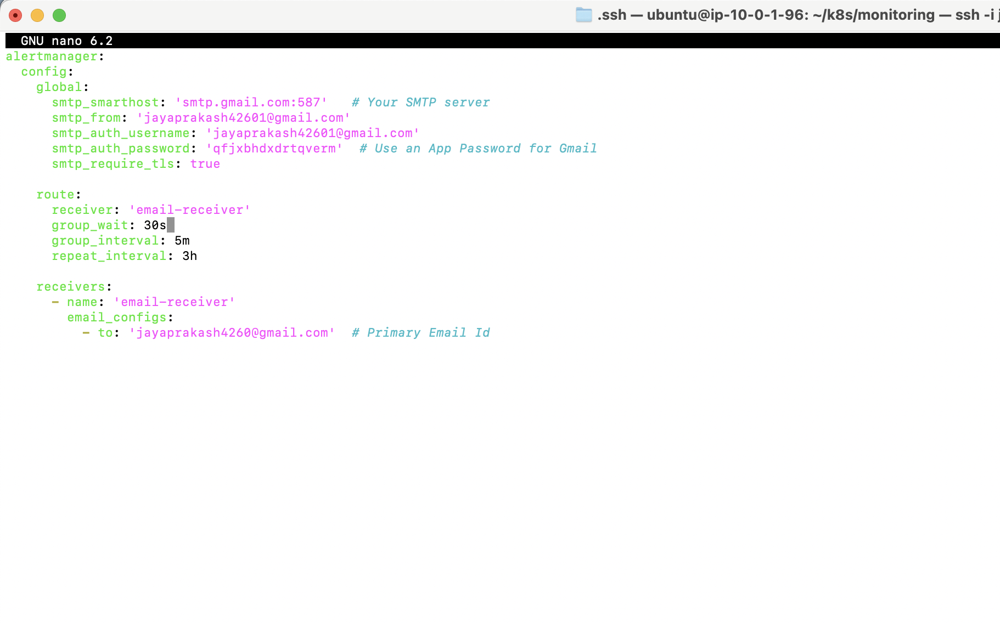 .ssh — ubuntu@ip-10-0-1-96: ~/k8s/monitoring — ssh -i j
GNU nano 6.2
alertmanager:
  config:
    global:
      smtp_smarthost: 'smtp.gmail.com:587'   # Your SMTP server
      smtp_from: 'jayaprakash42601@gmail.com'
      smtp_auth_username: 'jayaprakash42601@gmail.com'
      smtp_auth_password: 'qfjxbhdxdrtqverm'  # Use an App Password for Gmail
      smtp_require_tls: true

    route:
      receiver: 'email-receiver'
      group_wait: 30s
      group_interval: 5m
      repeat_interval: 3h

    receivers:
      - name: 'email-receiver'
        email_configs:
          - to: 'jayaprakash4260@gmail.com'  # Primary Email Id